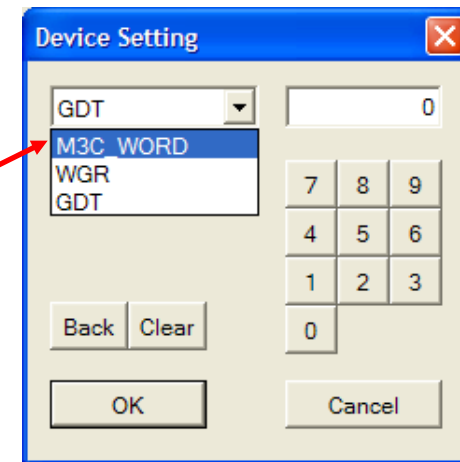 Device Setting
GDT
0
M3C_WORD
WGR
GDT
7 8 9
4 5 6
1 2 3
Back Clear 0
OK Cancel